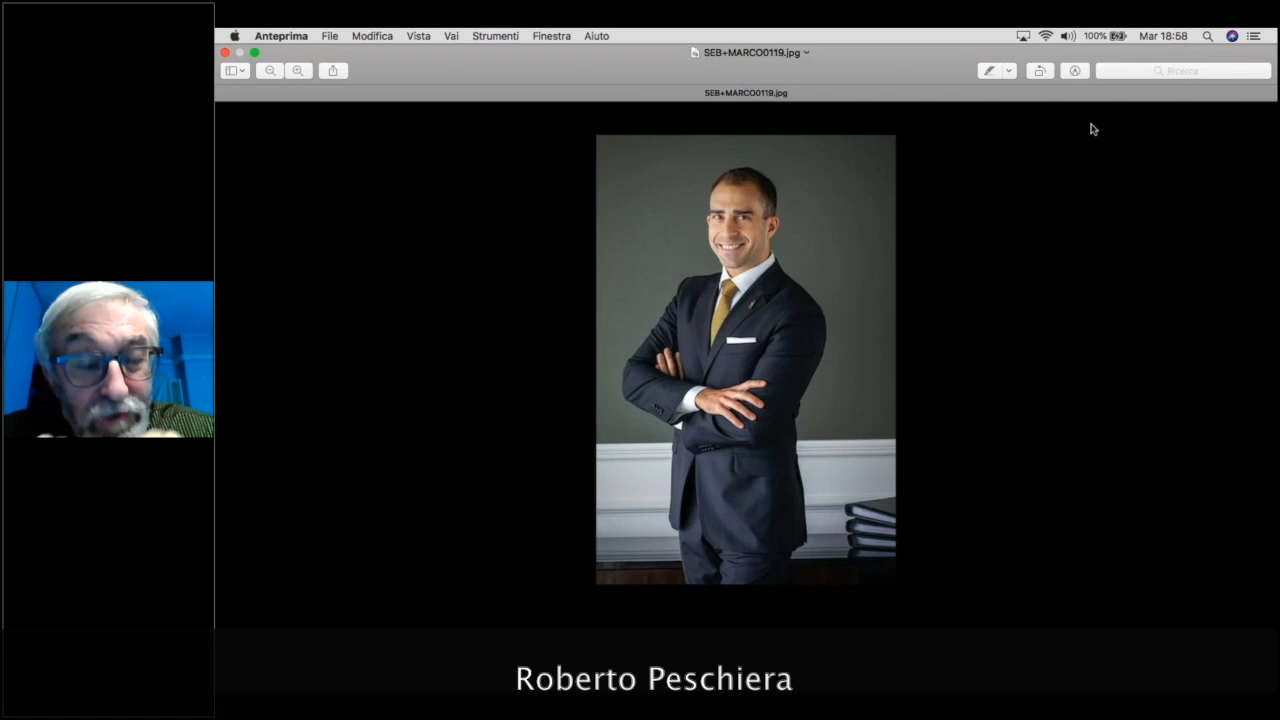 Anteprima File Modifica Vista Vai Strumenti Finestra Aiuto 100% Mar 18:58
SEB+MARCO0119.jpg
Ricerca
SEB+MARCO0119.jpg
Roberto Peschiera